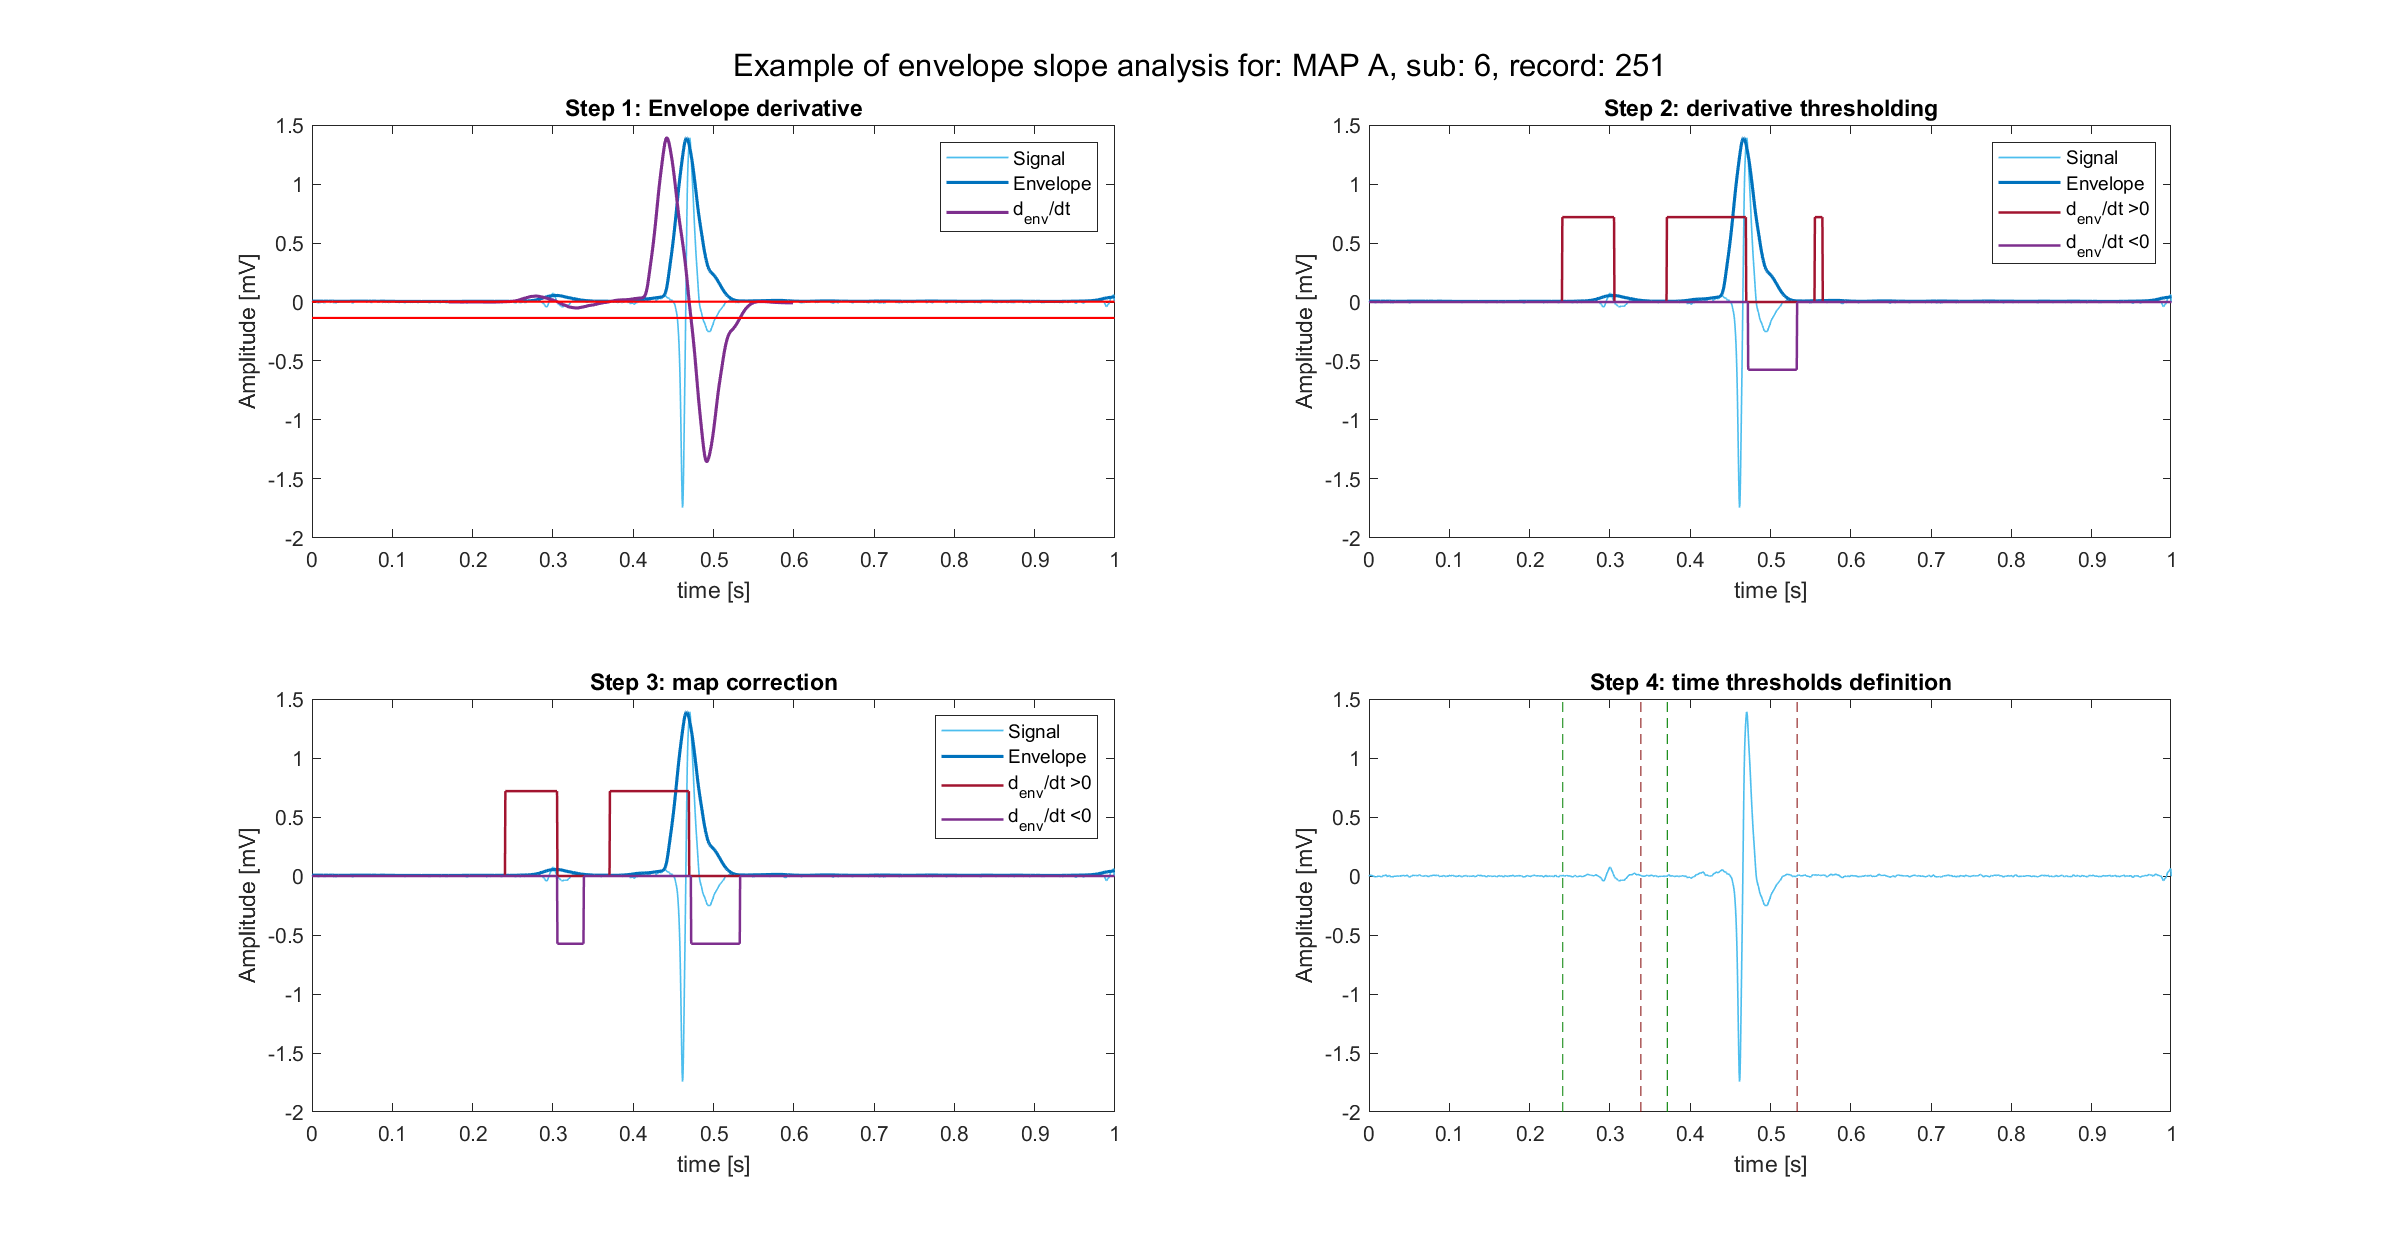 Example of envelope slope analysis for: MAP A, sub: 6, record: 251
Step 1: Envelope derivative
1.5
1
0.5
0
-0.5
-1
-1.5
-2
Amplitude [mV]
0 0.1 0.2 0.3 0.4 0.5 0.6 0.7 0.8 0.9 1
time [s]
Signal
Envelope
d_env/dt
Step 2: derivative thresholding
1.5
1
0.5
0
-0.5
-1
-1.5
-2
Amplitude [mV]
0 0.1 0.2 0.3 0.4 0.5 0.6 0.7 0.8 0.9 1
time [s]
Signal
Envelope
d_env/dt >0
d_env/dt <0
Step 3: map correction
1.5
1
0.5
0
-0.5
-1
-1.5
-2
Amplitude [mV]
0 0.1 0.2 0.3 0.4 0.5 0.6 0.7 0.8 0.9 1
time [s]
Signal
Envelope
d_env/dt >0
d_env/dt <0
Step 4: time thresholds definition
1.5
1
0.5
0
-0.5
-1
-1.5
-2
Amplitude [mV]
0 0.1 0.2 0.3 0.4 0.5 0.6 0.7 0.8 0.9 1
time [s]